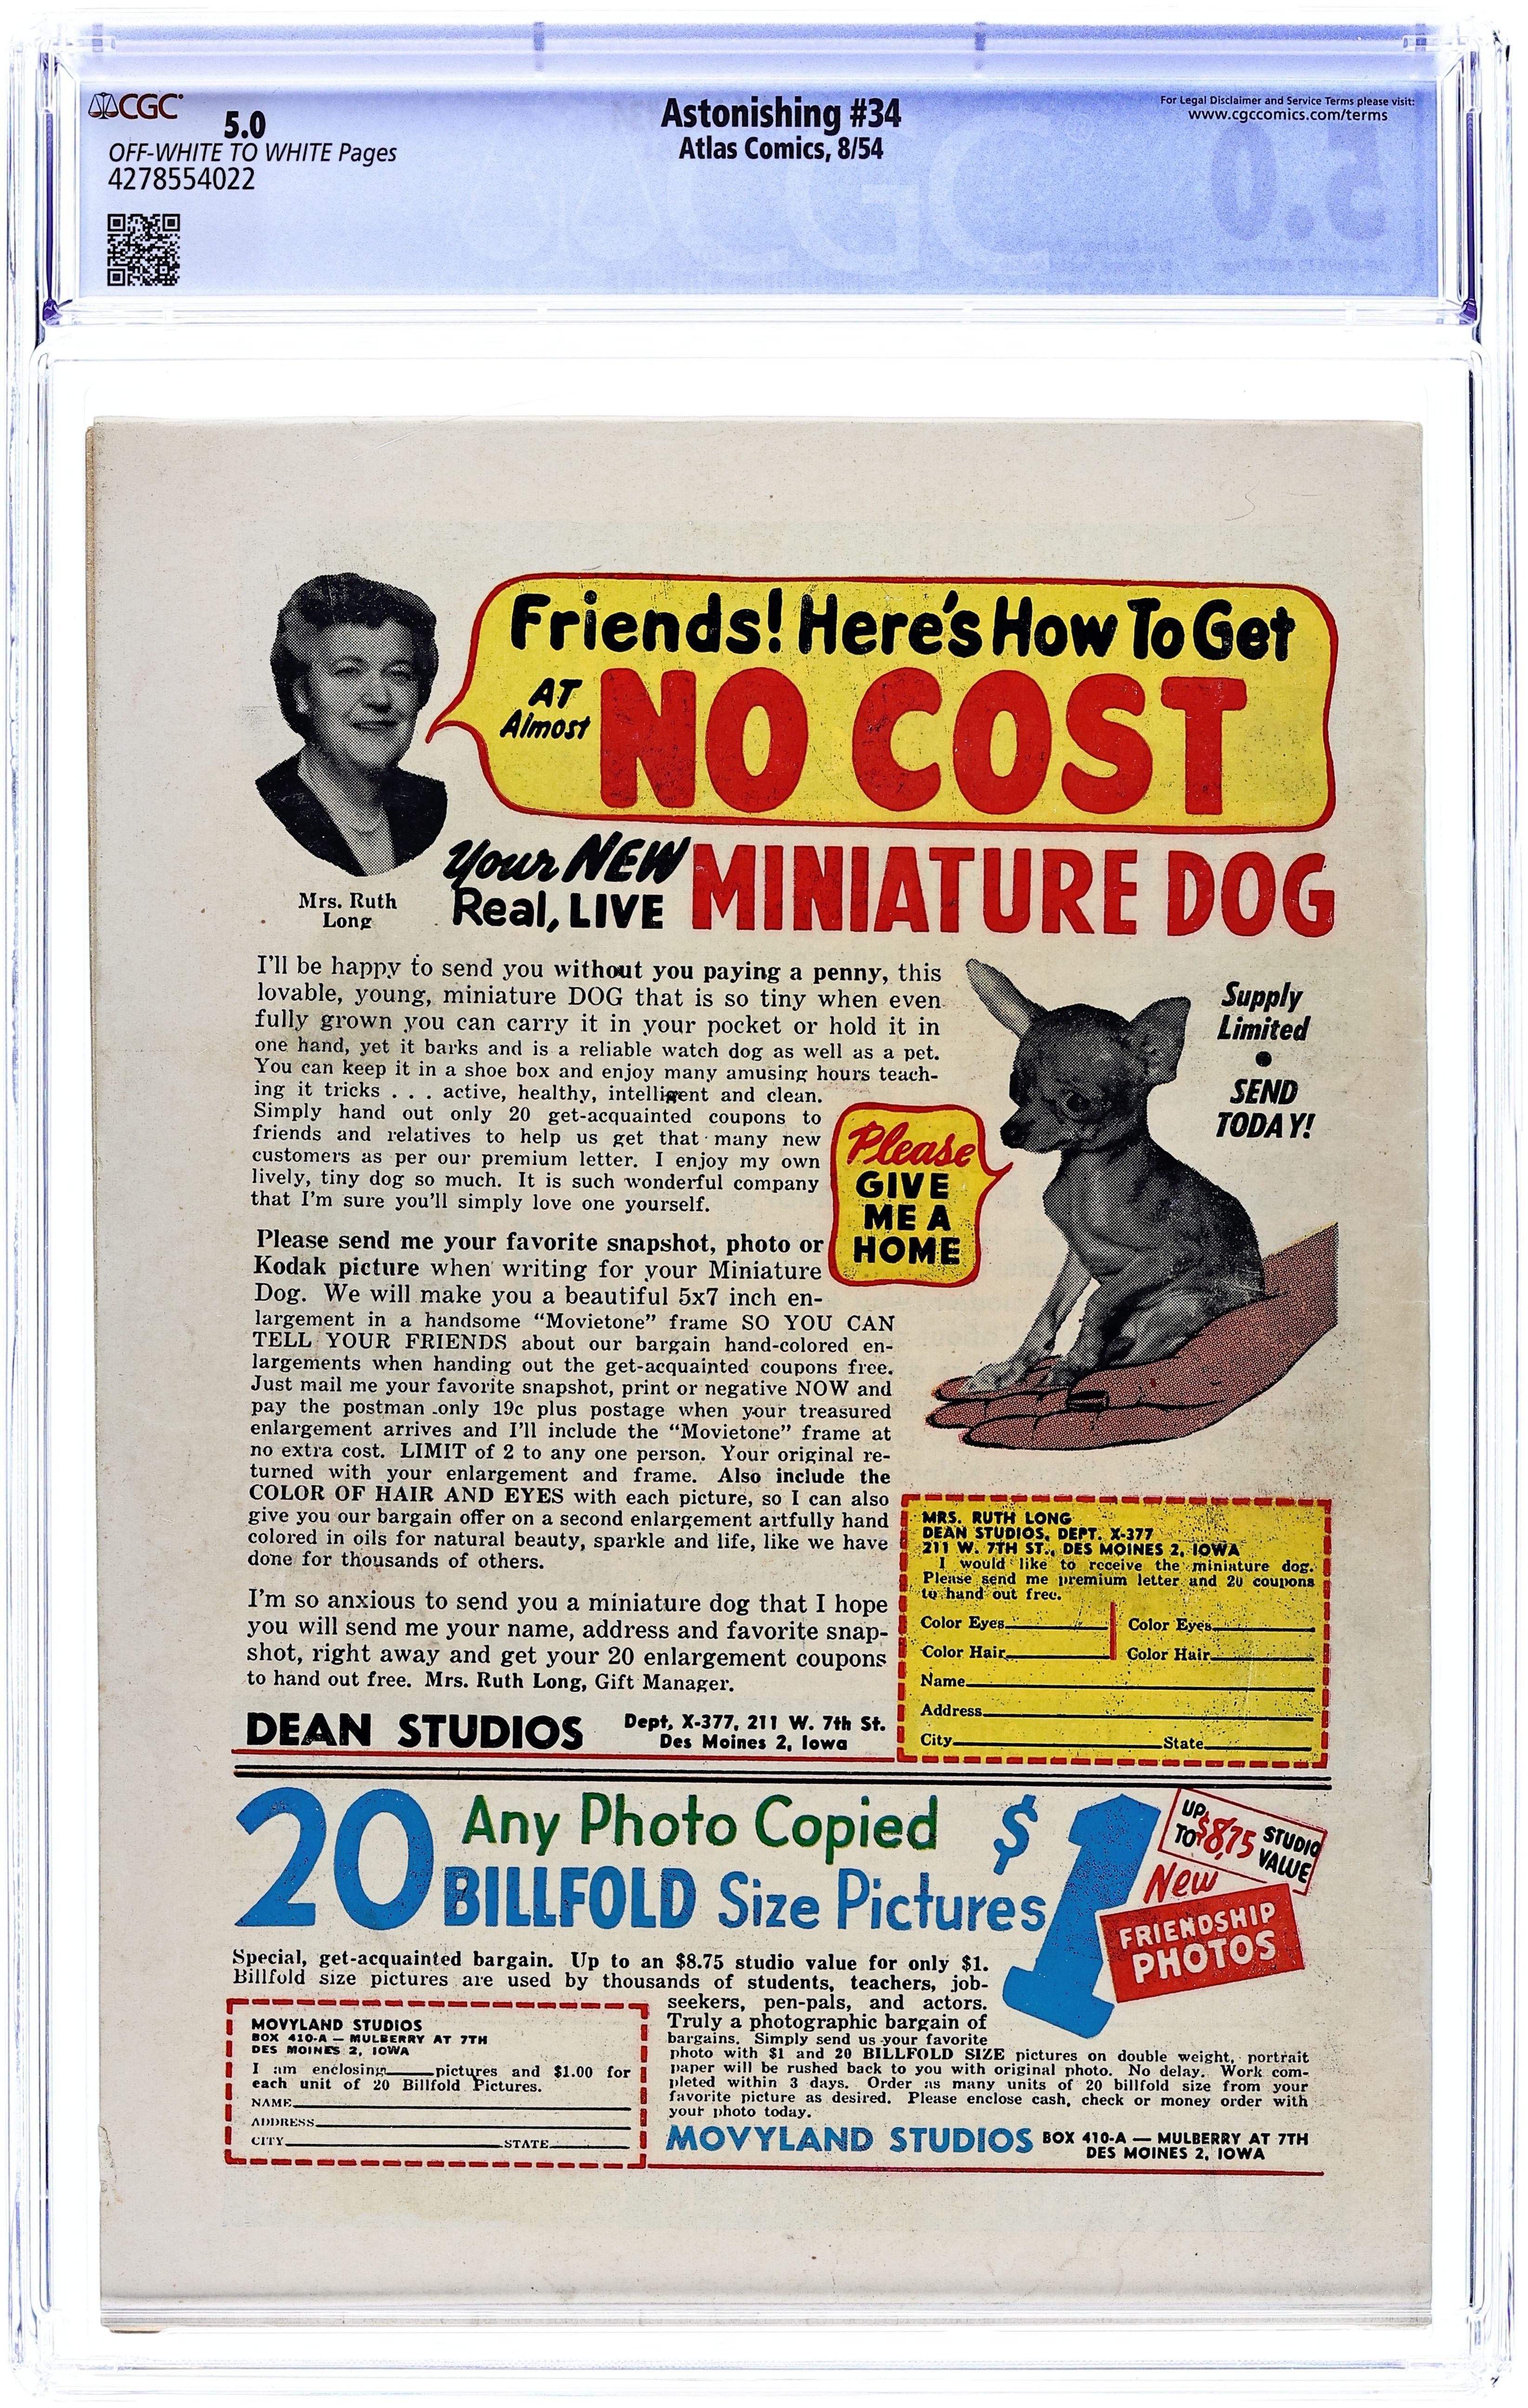 CGC
5.0
OFF-WHITE TO WHITE Pages
4278554022
Astonishing #34
Atlas Comics, 8/54
For Legal Disclaimer and Service Terms please visit:
www.cgccomics.com/terms
Friends! Here's How To Get
AT Almost NO COST
Mrs. Ruth
Long
Your NEW
Real, LIVE MINIATURE DOG
I'll be happy to send you without you paying a penny, this
lovable, young, miniature DOG that is so tiny when even
fully grown you can carry it in your pocket or hold it in
one hand, yet it barks and is a reliable watch dog as well as a pet.
You can keep it in a shoe box and enjoy many amusing hours teach-
ing it tricks . . . active, healthy, intelligent and clean.
Simply hand out only 20 get-acquainted coupons to
friends and relatives to help us get that many new
customers as per our premium letter. I enjoy my own
lively, tiny dog so much. It is such wonderful company
that I'm sure you'll simply love one yourself.
Supply
Limited
•
SEND
TODAY!
Please
GIVE
ME A
HOME
Please send me your favorite snapshot, photo or
Kodak picture when writing for your Miniature
Dog. We will make you a beautiful 5x7 inch en-
largement in a handsome "Movietone" frame SO YOU CAN
TELL YOUR FRIENDS about our bargain hand-colored en-
largements when handing out the get-acquainted coupons free.
Just mail me your favorite snapshot, print or negative NOW and
pay the postman only 19c plus postage when your treasured
enlargement arrives and I'll include the "Movietone" frame at
no extra cost. LIMIT of 2 to any one person. Your original re-
turned with your enlargement and frame. Also include the
COLOR OF HAIR AND EYES with each picture, so I can also
give you our bargain offer on a second enlargement artfully hand
colored in oils for natural beauty, sparkle and life, like we have
done for thousands of others.
I'm so anxious to send you a miniature dog that I hope
you will send me your name, address and favorite snap-
shot, right away and get your 20 enlargement coupons
to hand out free. Mrs. Ruth Long, Gift Manager.
DEAN STUDIOS Dept, X-377, 211 W. 7th St.
Des Moines 2, Iowa
MRS. RUTH LONG
DEAN STUDIOS, DEPT. X-377
211 W. 7TH ST., DES MOINES 2, IOWA
I would like to receive the miniature dog.
Please send me premium letter and 20 coupons
to hand out free.
Color Eyes Color Eyes
Color Hair Color Hair
Name
Address
City State
20 Any Photo Copied $1
BILLFOLD Size Pictures
UP TO $8.75 STUDIO VALUE
New
FRIENDSHIP
PHOTOS
Special, get-acquainted bargain. Up to an $8.75 studio value for only $1.
Billfold size pictures are used by thousands of students, teachers, job-
seekers, pen-pals, and actors.
Truly a photographic bargain of
bargains. Simply send us your favorite
photo with $1 and 20 BILLFOLD SIZE pictures on double weight, portrait
paper will be rushed back to you with original photo. No delay. Work com-
pleted within 3 days. Order as many units of 20 billfold size from your
favorite picture as desired. Please enclose cash, check or money order with
your photo today.
MOVYLAND STUDIOS
BOX 410-A — MULBERRY AT 7TH
DES MOINES 2, IOWA
I am enclosing pictures and $1.00 for
each unit of 20 Billfold Pictures.
NAME
ADDRESS
CITY STATE
MOVYLAND STUDIOS BOX 410-A — MULBERRY AT 7TH
DES MOINES 2, IOWA